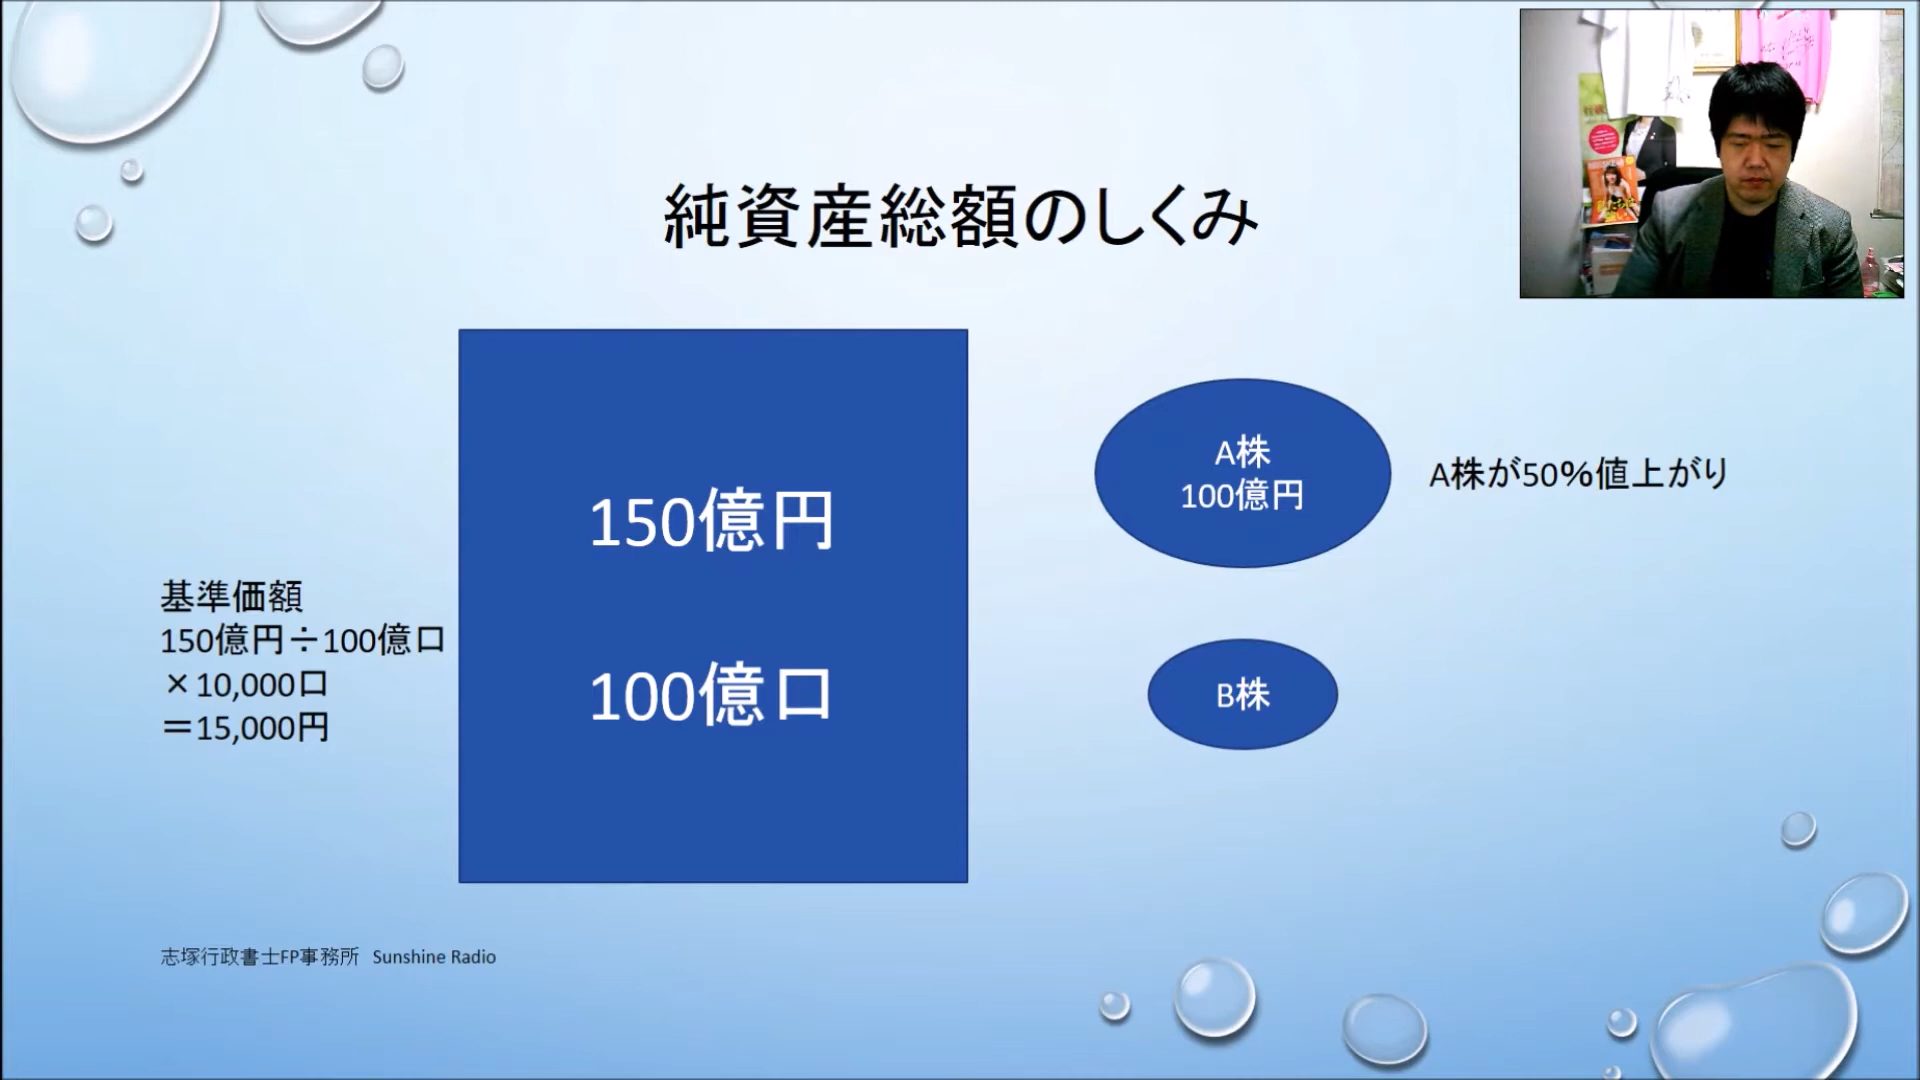 純資産総額のしくみ
150億円
100億口
基準価額
150億円÷100億口
×10,000口
＝15,000円
A株
100億円
A株が50%値上がり
B株
志塚行政書士FP事務所 Sunshine Radio